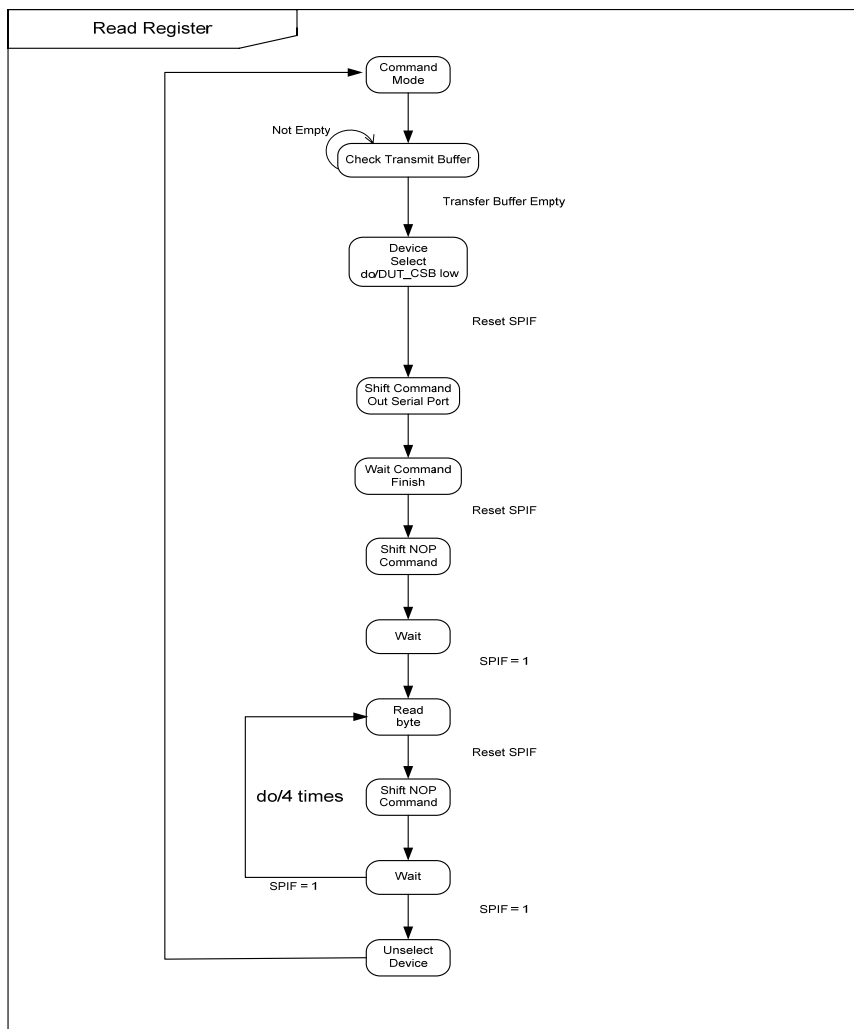 Read Register
Command
Mode
Not Empty
Check Transmit Buffer
Transfer Buffer Empty
Device
Select
do/DUT_CSB low
Reset SPIF
Shift Command
Out Serial Port
Wait Command
Finish
Reset SPIF
Shift NOP
Command
Wait
SPIF = 1
Read
byte
Reset SPIF
do/4 times
Shift NOP
Command
Wait
SPIF = 1
SPIF = 1
Unselect
Device